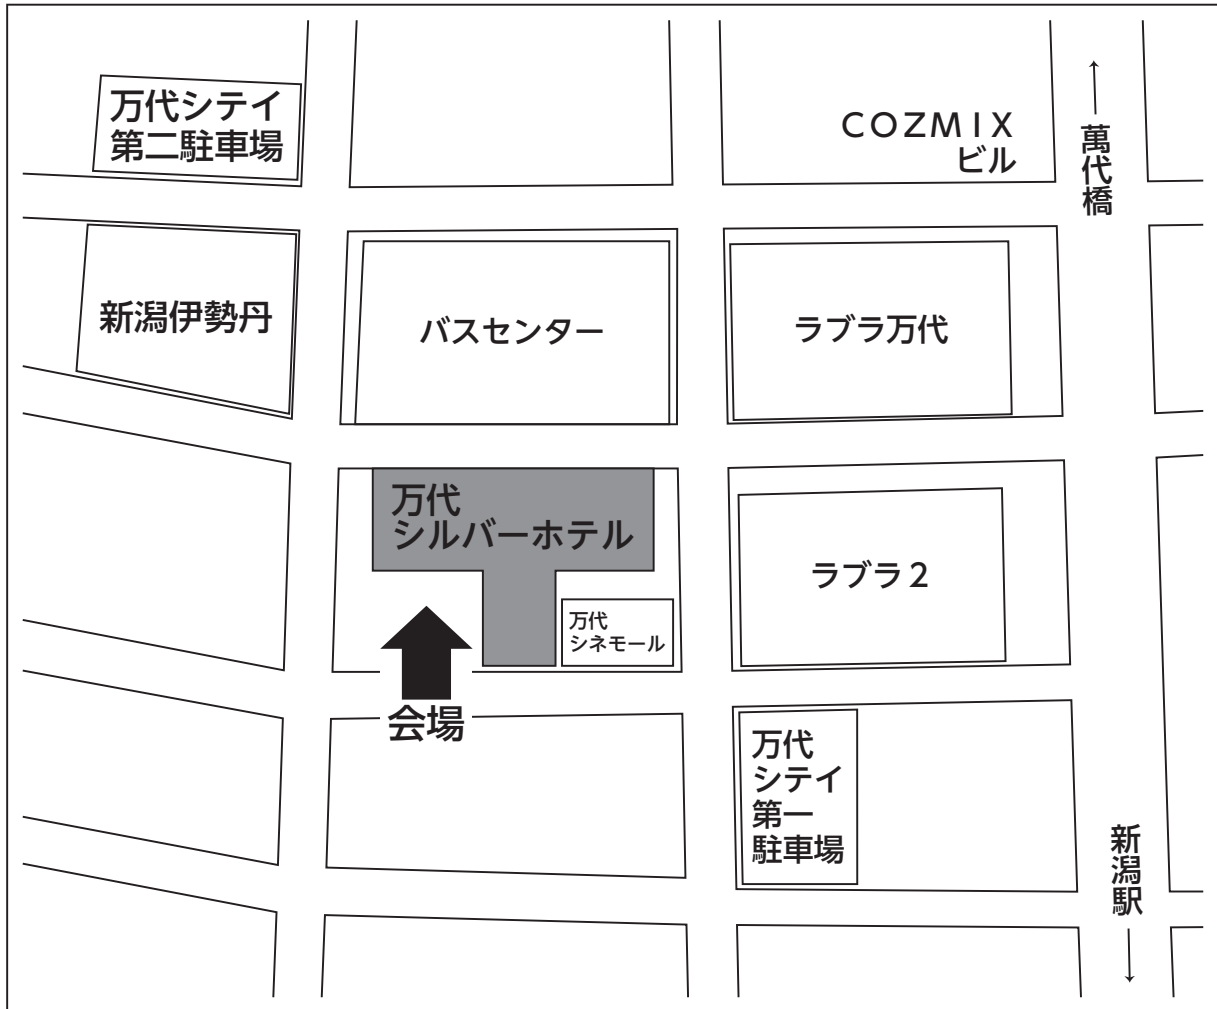 万代シテイ
第二駐車場
COZMIX
ビル
↑
萬代橋
新潟伊勢丹
バスセンター
ラブラ万代
万代
シルバーホテル
ラブラ2
万代
シネモール
会場
万代
シテイ
第一
駐車場
新潟駅
↓